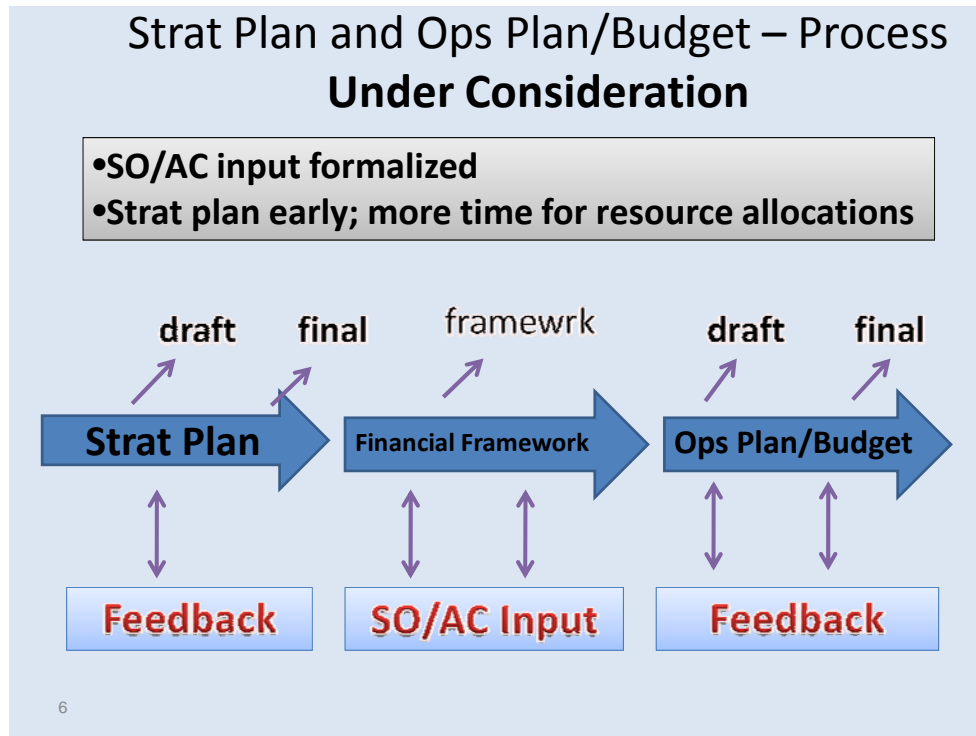 Strat Plan and Ops Plan/Budget – Process
Under Consideration
•SO/AC input formalized
•Strat plan early; more time for resource allocations
draft final framewrk draft final
Strat Plan Financial Framework Ops Plan/Budget
Feedback SO/AC Input Feedback
6